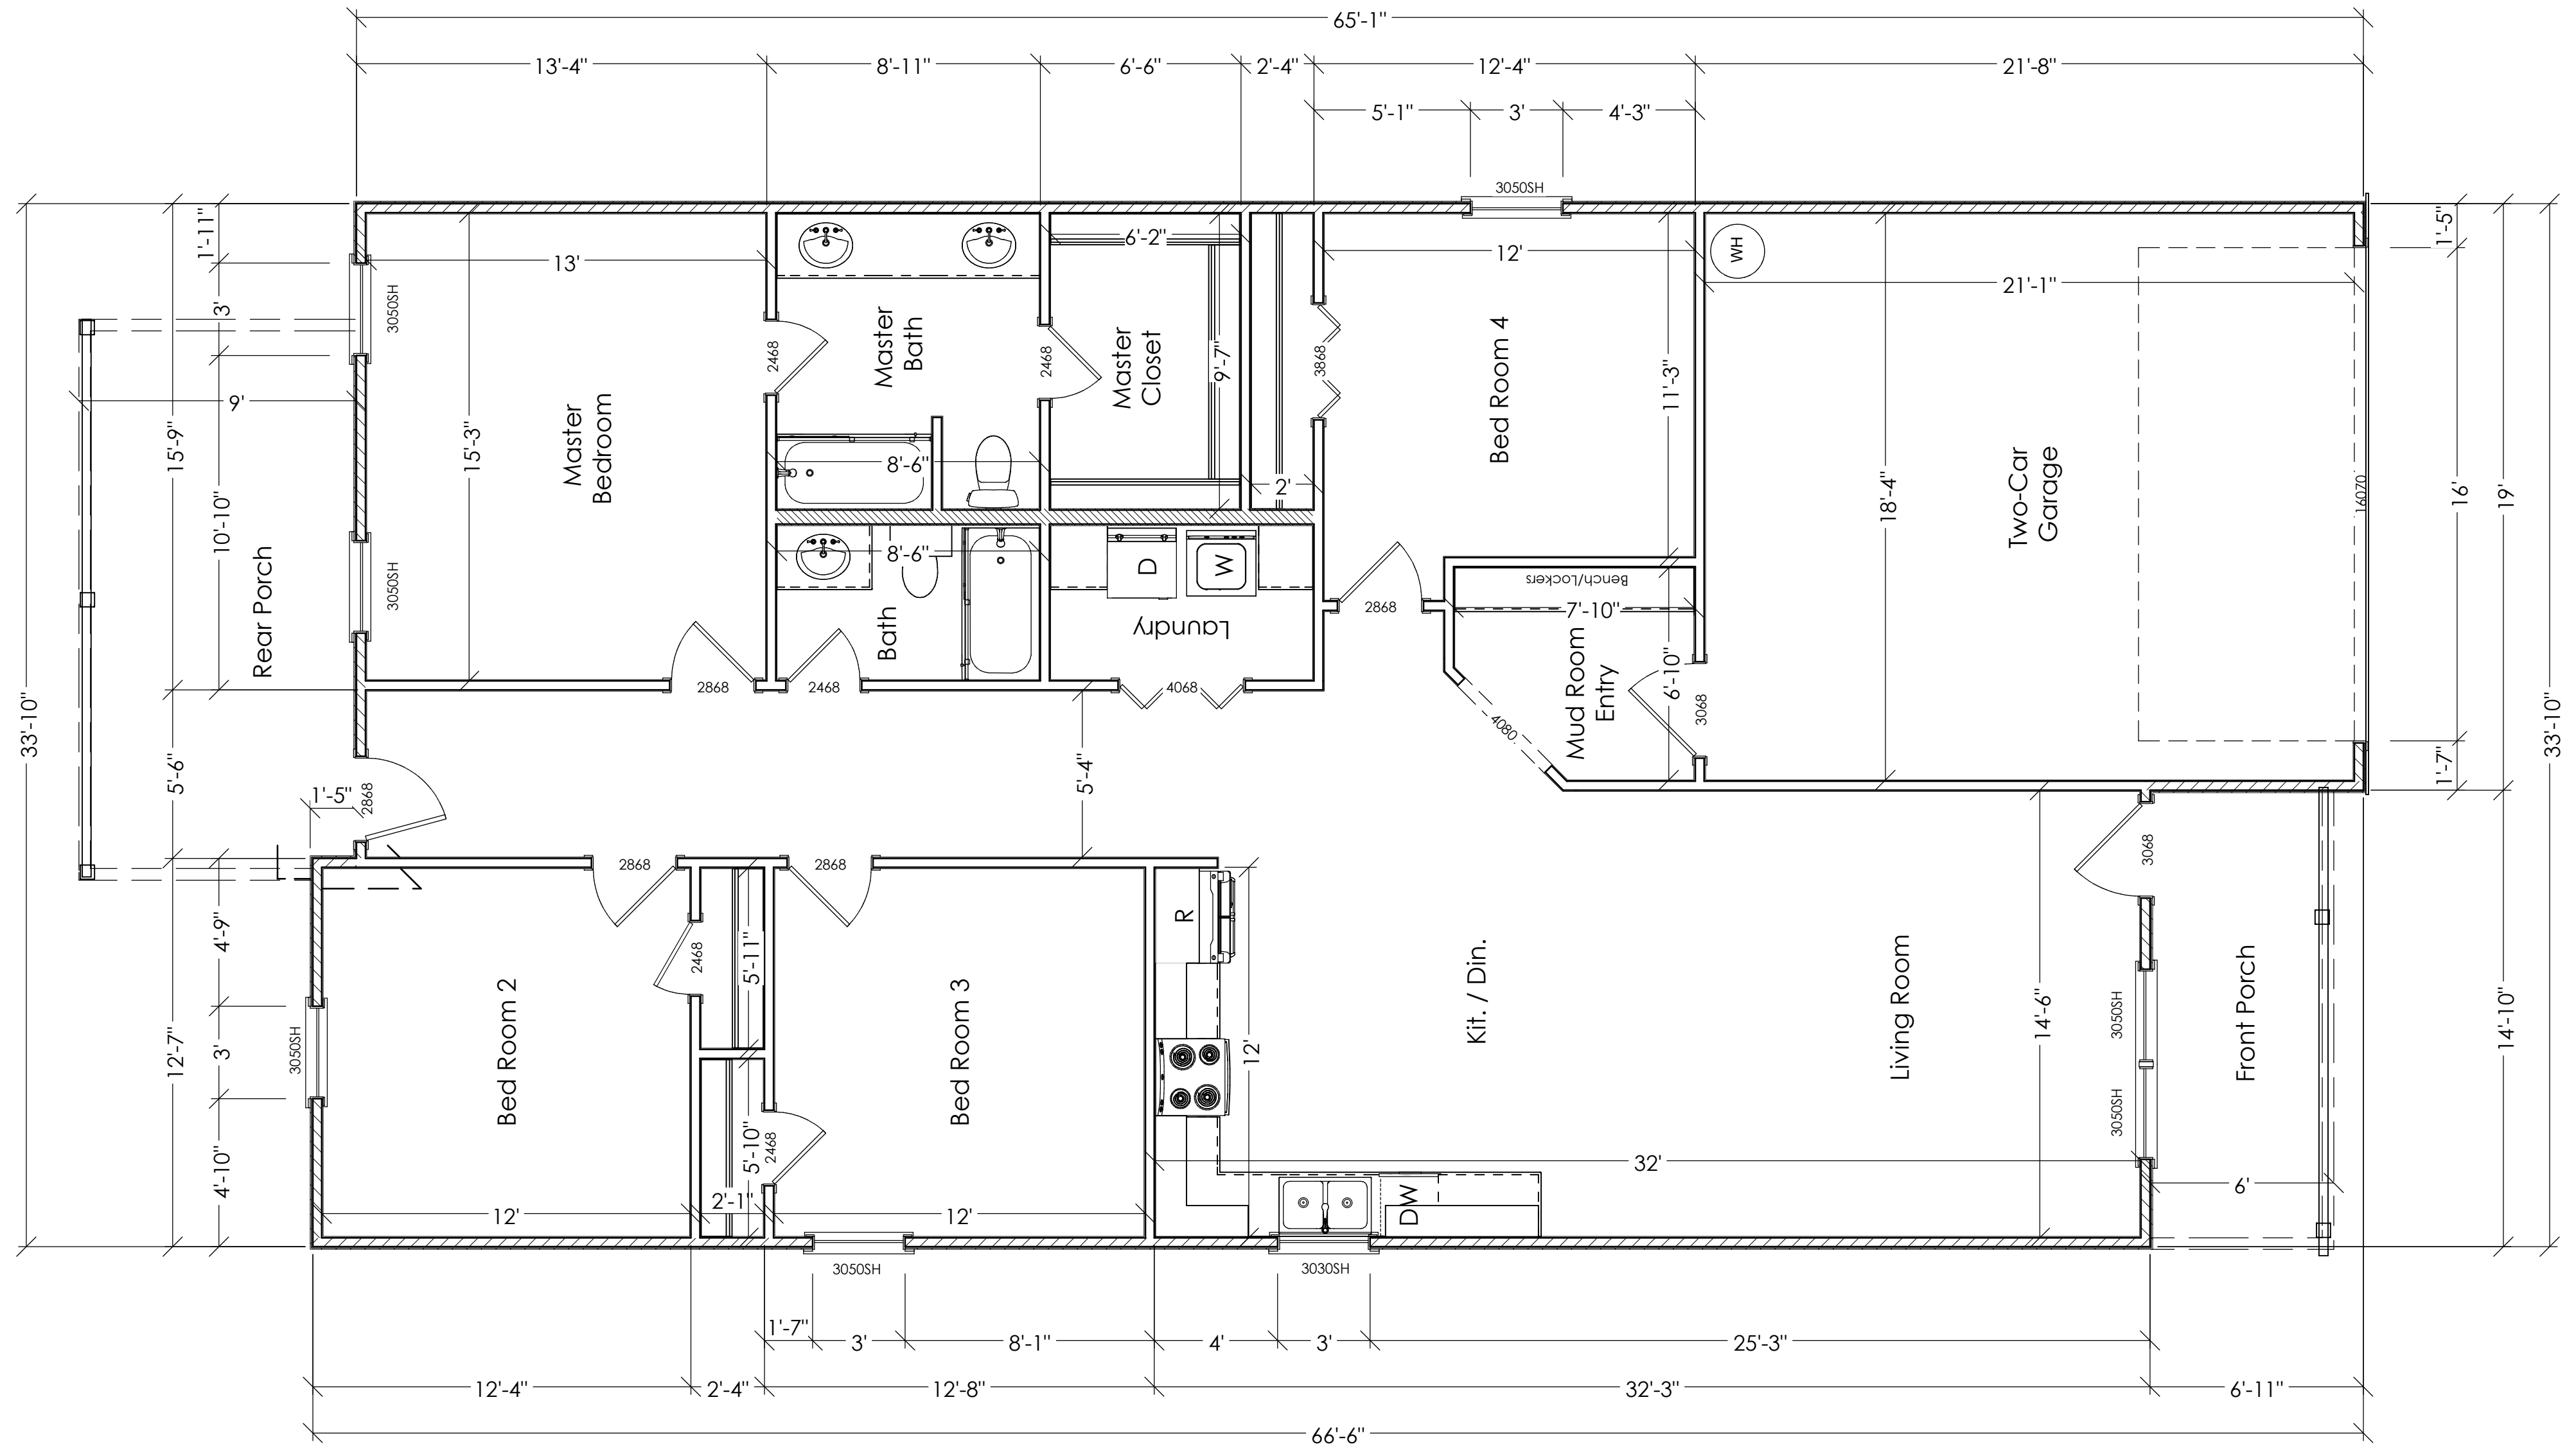 65'-1"
13'-4"
8'-11"
6'-6"
2'-4"
12'-4"
21'-8"
5'-1"
3'
4'-3"
3050SH
33'-10"
15'-9"
1'-11"
3'
10'-10"
9'
Rear Porch
5'-6"
1'-5"
2868
12'-7"
4'-9"
3'
4'-10"
3050SH
3050SH
3050SH
13'
15'-3"
Master
Bedroom
2868
2468
Master
Bath
8'-6"
2468
6'-2"
Master
Closet
9'-7"
2'
3868
12'
Bed Room 4
11'-3"
2868
WH
21'-1"
18'-4"
Two-Car
Garage
16070
1'-5"
16'
1'-7"
19'
14'-10"
33'-10"
8'-6"
Bath
2468
D
W
Laundry
4068
Bench/Lockers
7'-10"
Mud Room
Entry
6'-10"
3068
4080
5'-4"
2868
2868
Bed Room 2
12'
2468
5'-11"
5'-10"
2468
2'-1"
Bed Room 3
12'
R
12'
DW
Kit. / Din.
32'
Living Room
14'-6"
3068
3050SH
3050SH
Front Porch
6'
3050SH
3030SH
1'-7"
3'
8'-1"
4'
3'
25'-3"
12'-4"
2'-4"
12'-8"
32'-3"
6'-11"
66'-6"